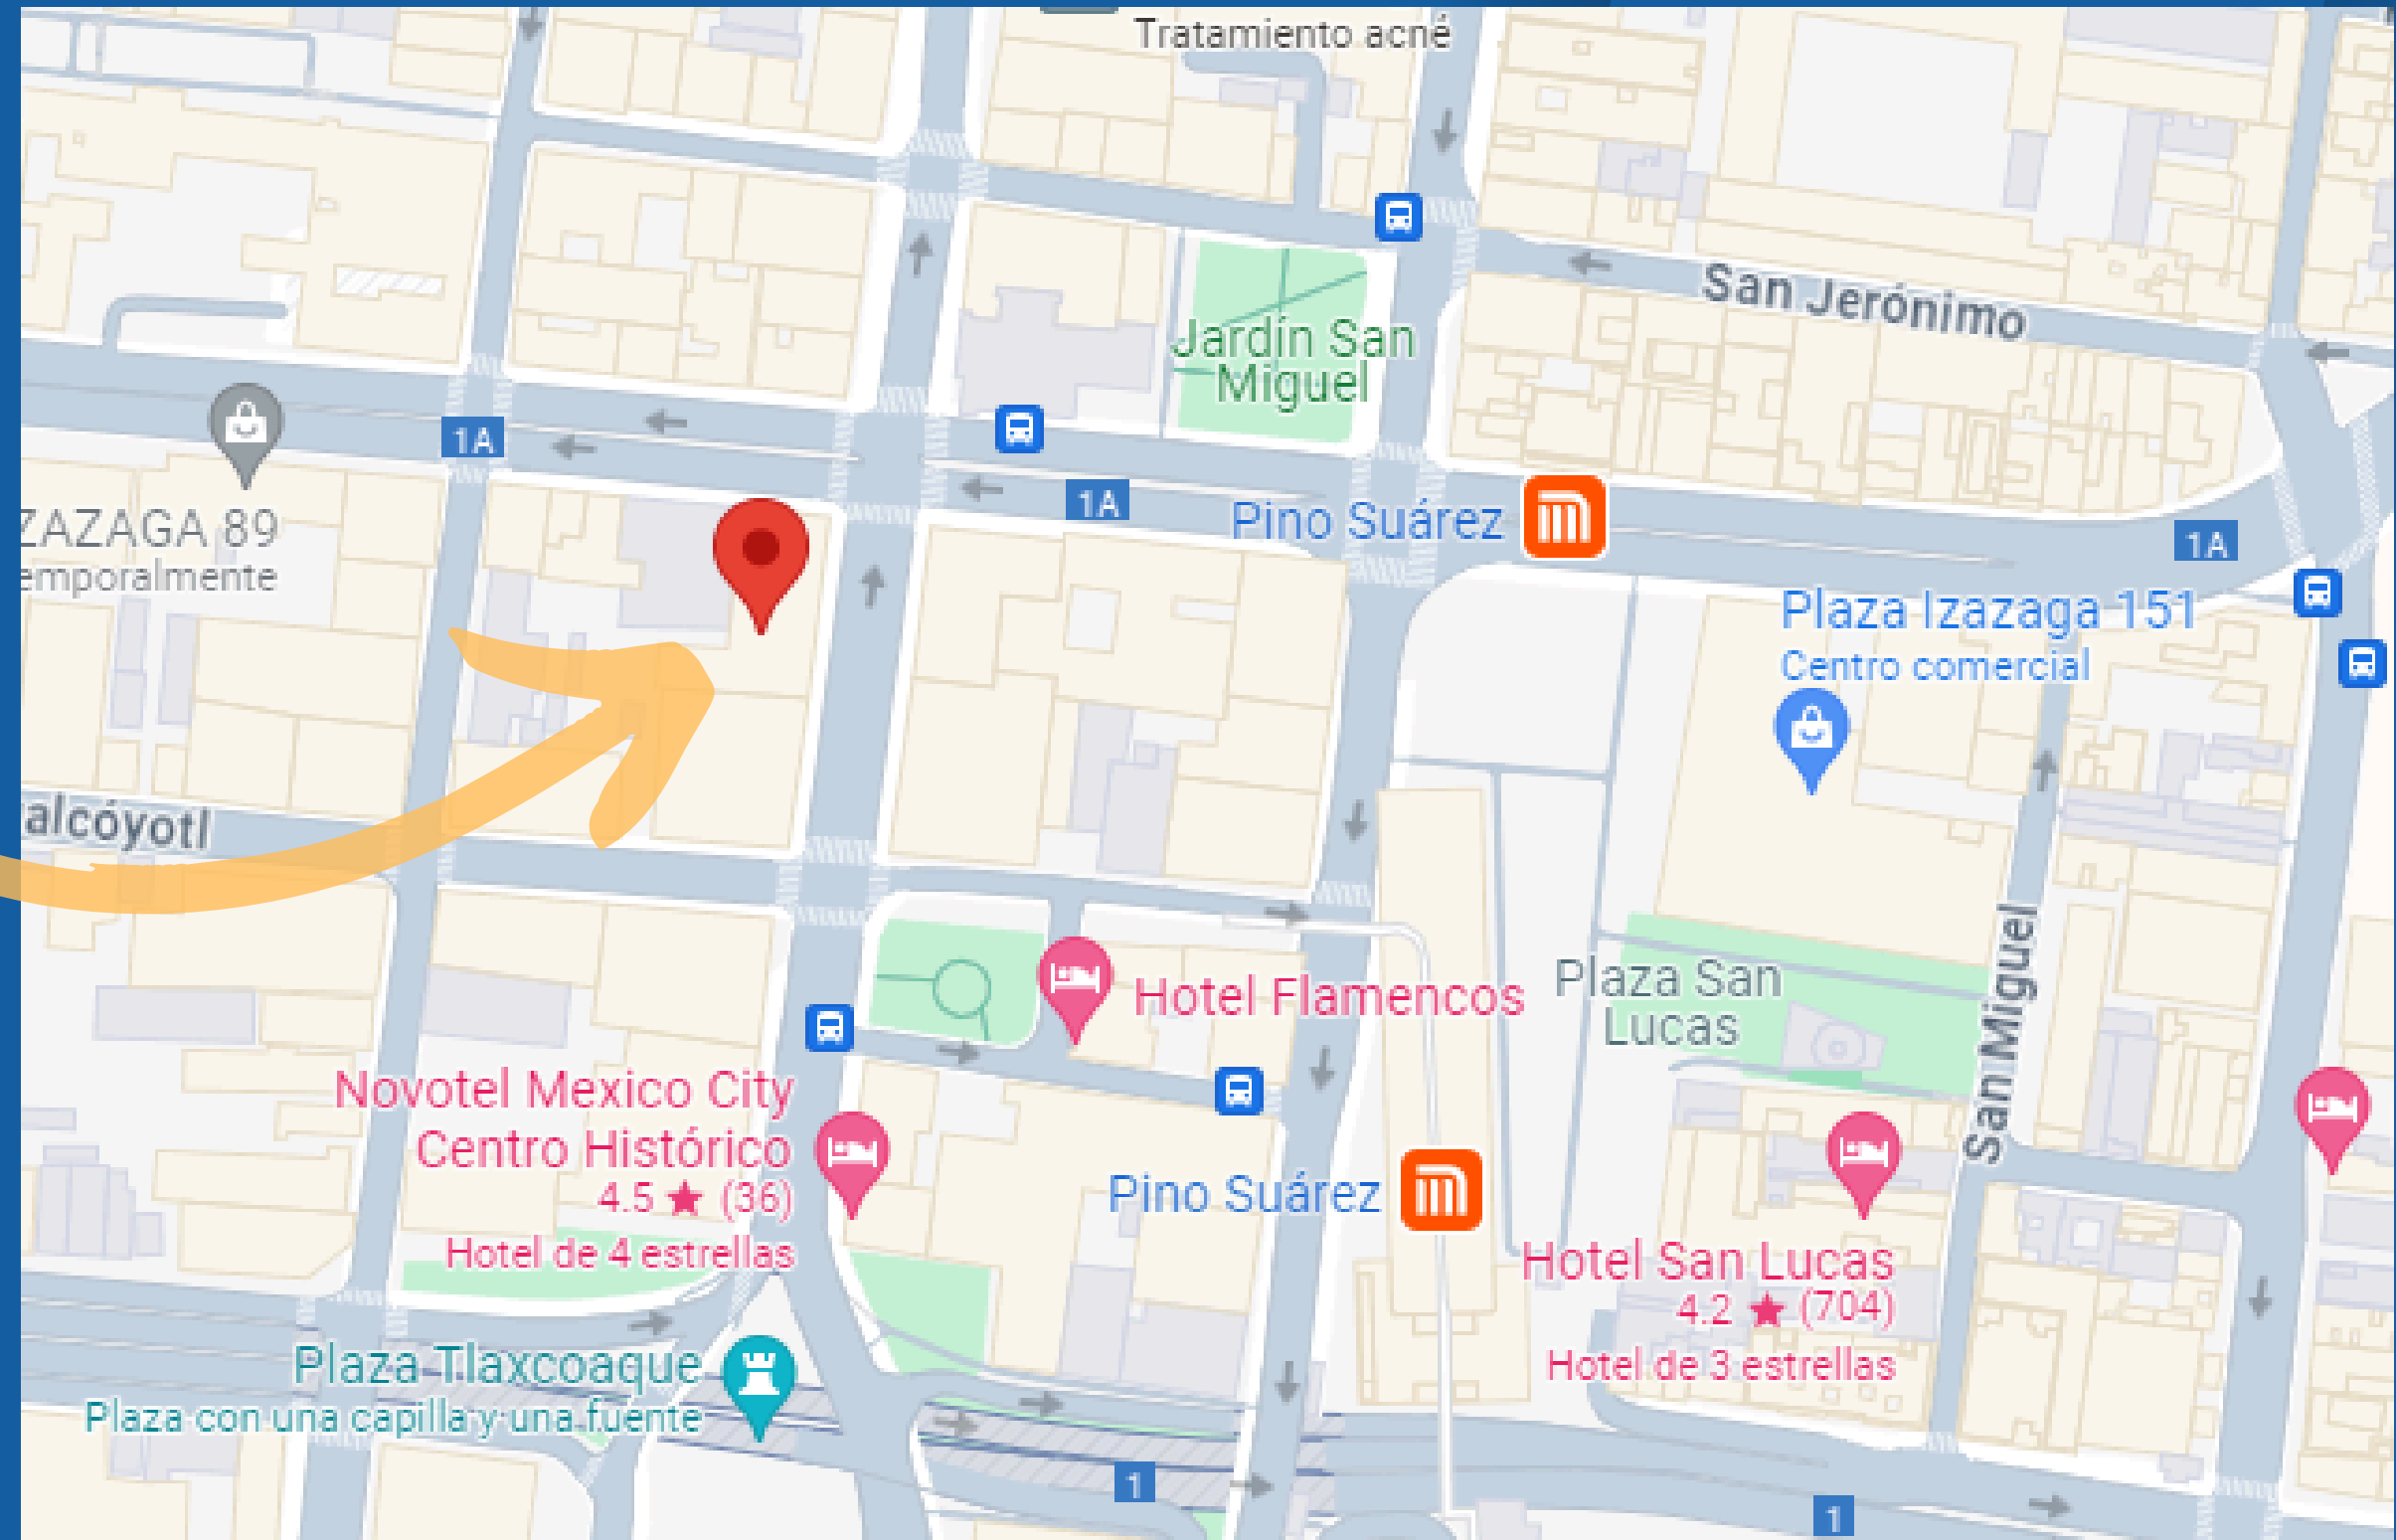 Tratamiento acné
San Jerónimo
Jardín San
Miguel
1A
1A
Pino Suárez
1A
ZAZAGA 89
emporalmente
Plaza Izazaga 151
Centro comercial
alcóyotl
Hotel Flamencos
Plaza San
Lucas
San Miguel
Novotel Mexico City
Centro Histórico
4.5 ★ (36)
Hotel de 4 estrellas
Pino Suárez
Hotel San Lucas
4.2 ★ (704)
Hotel de 3 estrellas
Plaza Tlaxcoaque
Plaza con una capilla y una fuente
1
1